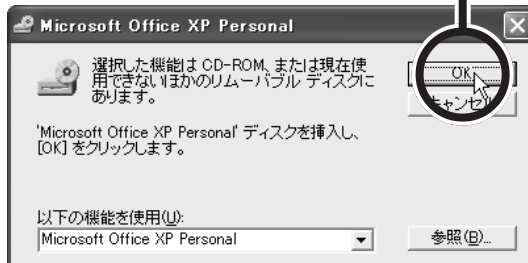 Microsoft Office XP Personal
選択した機能は CD-ROM、または現在使
用できないほかのリムーバブル ディスクに
あります。
OK
キャンセル
'Microsoft Office XP Personal' ディスクを挿入し、
[OK] をクリックします。
以下の機能を使用(U):
Microsoft Office XP Personal
参照(B)...